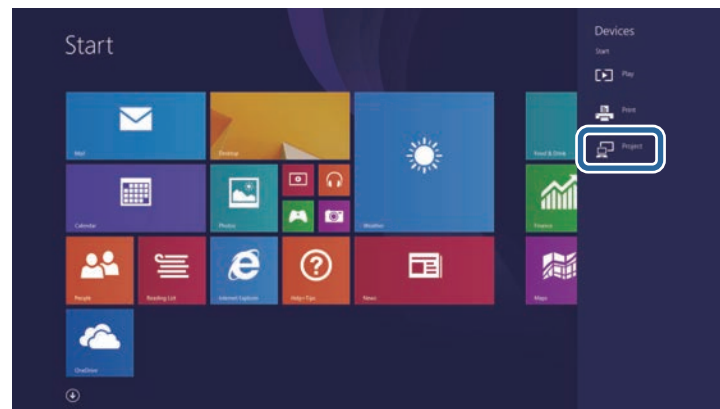 Start
Devices
Start
Play
Print
Project
Mail
Desktop
Food & Drink
Calendar
Photos
Weather
Finance
People
Reading List
Internet Explorer
Help+Tips
News
Maps
OneDrive